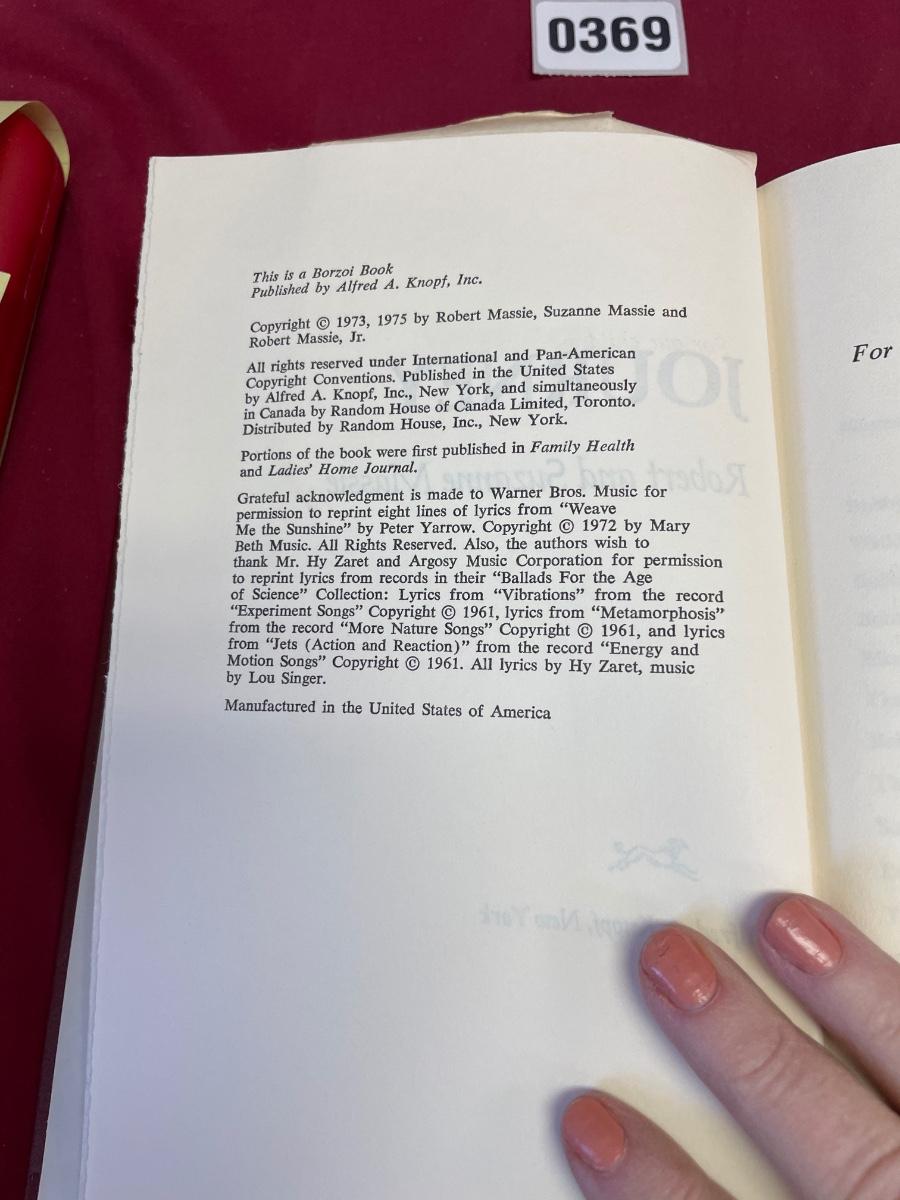 0369
This is a Borzoi Book
Published by Alfred A. Knopf, Inc.
Copyright © 1973, 1975 by Robert Massie, Suzanne Massie and
Robert Massie, Jr.
All rights reserved under International and Pan-American
Copyright Conventions. Published in the United States
by Alfred A. Knopf, Inc., New York, and simultaneously
in Canada by Random House of Canada Limited, Toronto.
Distributed by Random House, Inc., New York.
Portions of the book were first published in Family Health
and Ladies' Home Journal.
Grateful acknowledgment is made to Warner Bros. Music for
permission to reprint eight lines of lyrics from “Weave
Me the Sunshine” by Peter Yarrow. Copyright © 1972 by Mary
Beth Music. All Rights Reserved. Also, the authors wish to
thank Mr. Hy Zaret and Argosy Music Corporation for permission
to reprint lyrics from records in their “Ballads For the Age
of Science” Collection: Lyrics from “Vibrations” from the record
“Experiment Songs” Copyright © 1961, lyrics from “Metamorphosis”
from the record “More Nature Songs” Copyright © 1961, and lyrics
from “Jets (Action and Reaction)” from the record “Energy and
Motion Songs” Copyright © 1961. All lyrics by Hy Zaret, music
by Lou Singer.
Manufactured in the United States of America
For